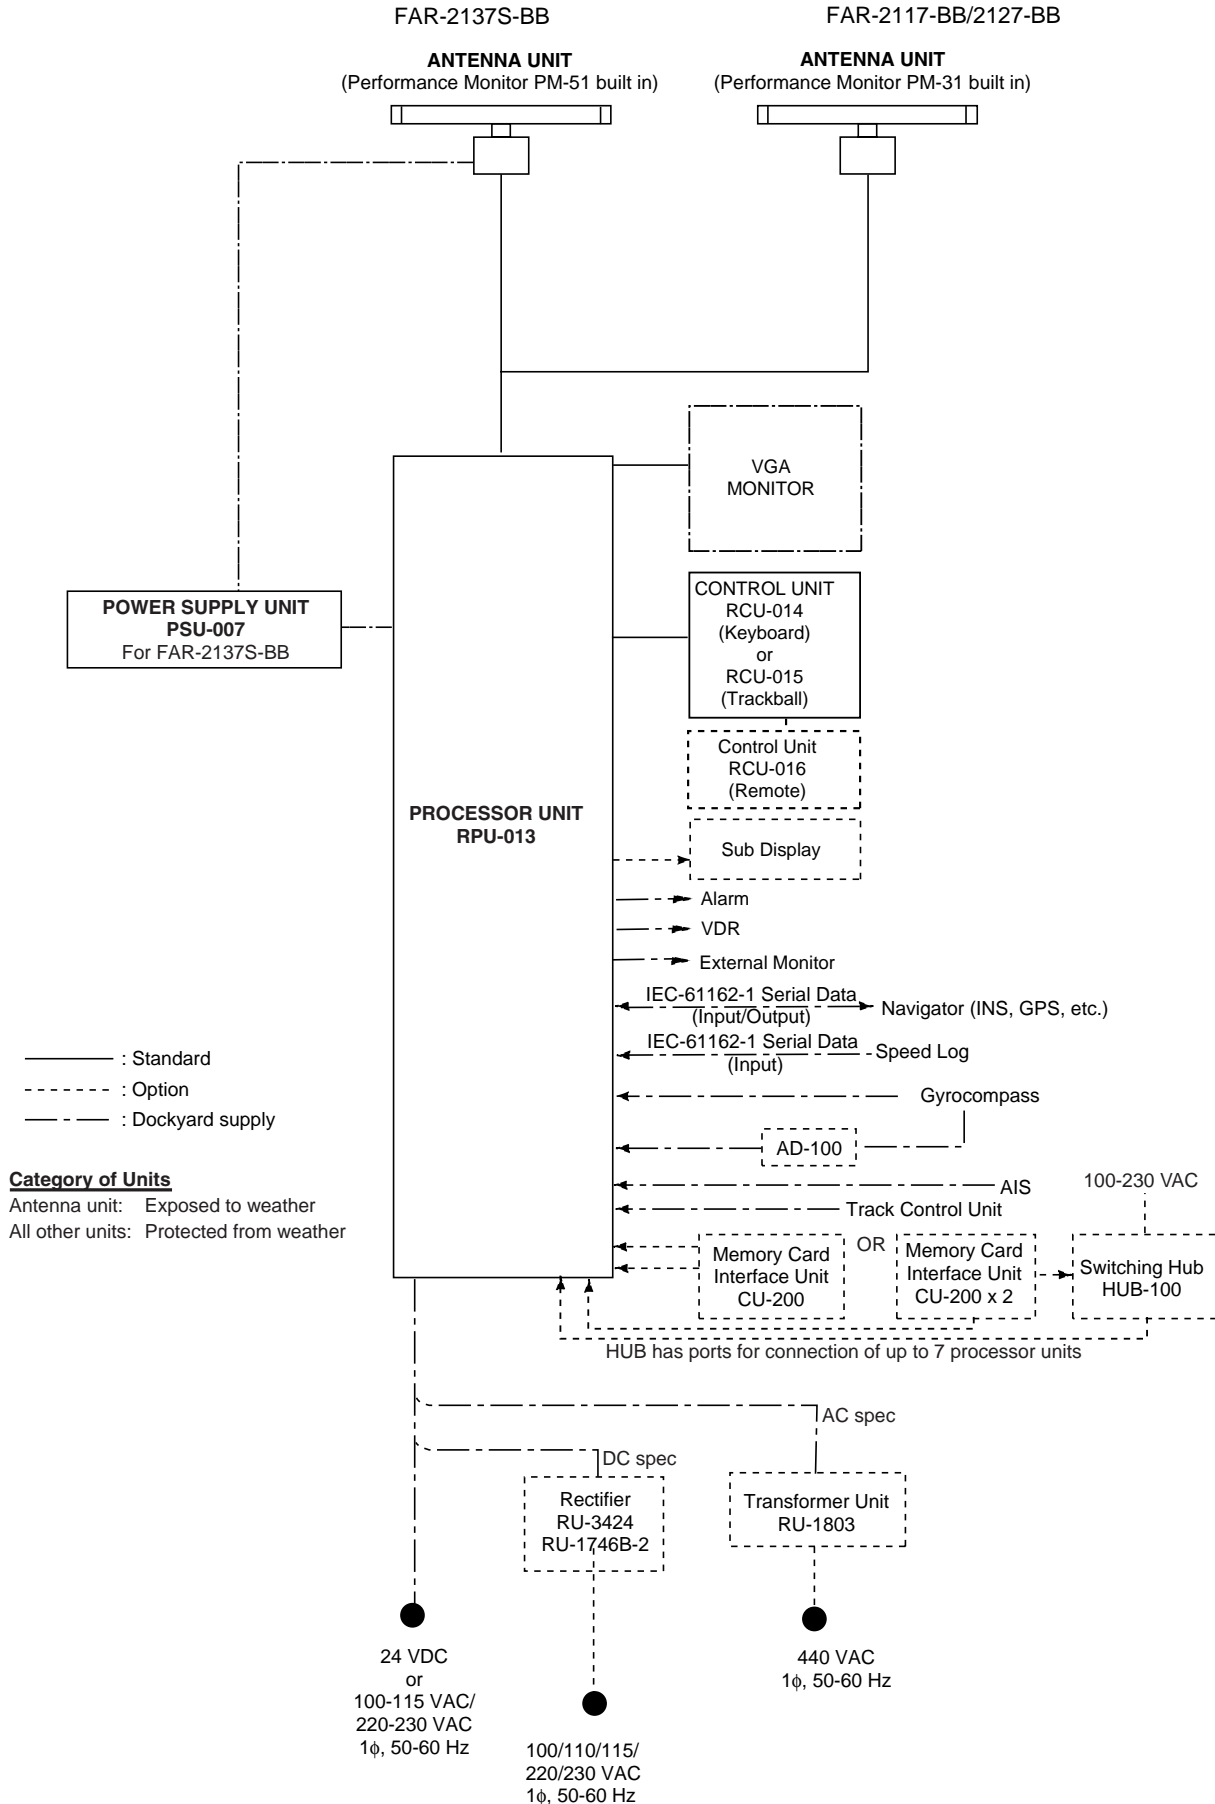 FAR-2137S-BB
FAR-2117-BB/2127-BB
ANTENNA UNIT
(Performance Monitor PM-51 built in)
ANTENNA UNIT
(Performance Monitor PM-31 built in)
VGA
MONITOR
POWER SUPPLY UNIT
PSU-007
For FAR-2137S-BB
CONTROL UNIT
RCU-014
(Keyboard)
or
RCU-015
(Trackball)
Control Unit
RCU-016
(Remote)
PROCESSOR UNIT
RPU-013
Sub Display
Alarm
VDR
External Monitor
IEC-61162-1 Serial Data
(Input/Output)
Navigator (INS, GPS, etc.)
IEC-61162-1 Serial Data
(Input)
Speed Log
Gyrocompass
AD-100
AIS
Track Control Unit
: Standard
: Option
: Dockyard supply
Category of Units
Antenna unit: Exposed to weather
All other units: Protected from weather
100-230 VAC
Memory Card
Interface Unit
CU-200
OR
Memory Card
Interface Unit
CU-200 x 2
Switching Hub
HUB-100
HUB has ports for connection of up to 7 processor units
AC spec
DC spec
Rectifier
RU-3424
RU-1746B-2
Transformer Unit
RU-1803
24 VDC
or
100-115 VAC/
220-230 VAC
1ϕ, 50-60 Hz
100/110/115/
220/230 VAC
1ϕ, 50-60 Hz
440 VAC
1ϕ, 50-60 Hz